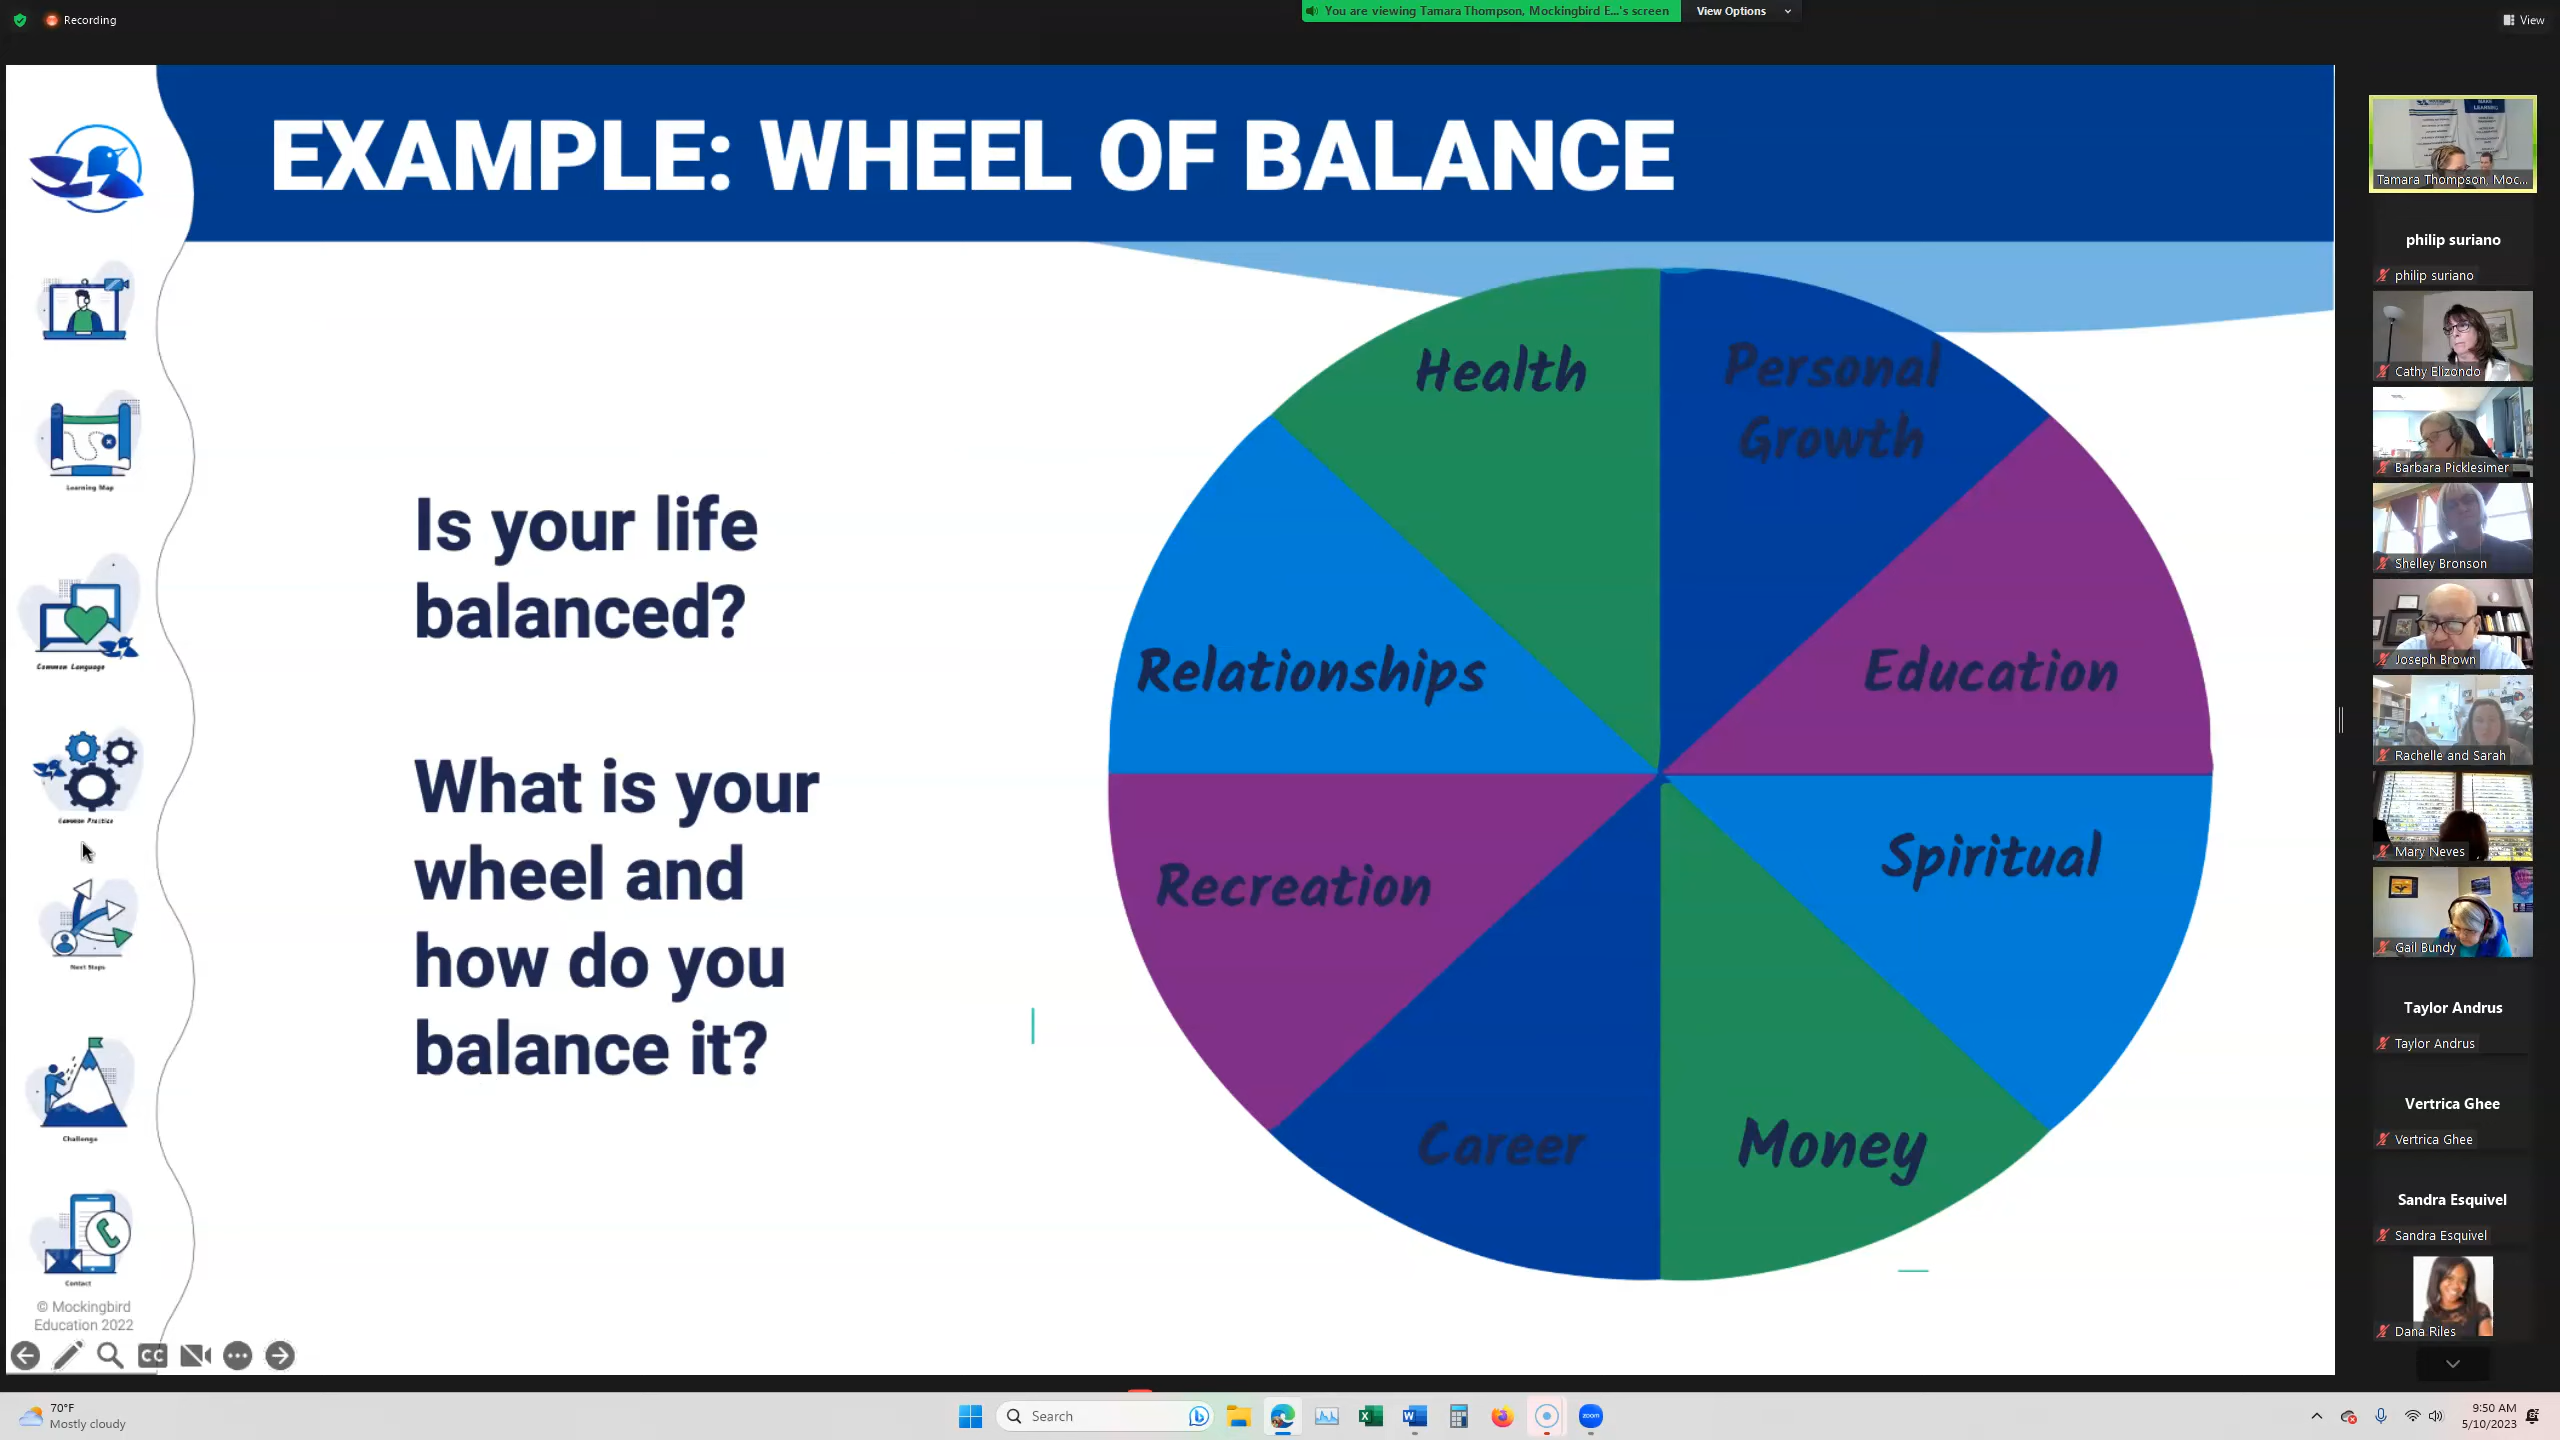 Recording
You are viewing Tamara Thompson, Mockingbird E...'s screen
View Options
View
EXAMPLE: WHEEL OF BALANCE
Learning Map
Common Language
Common Practice
Next Steps
Challenge
Contact
© Mockingbird
Education 2022
CC
Is your life
balanced?
What is your
wheel and
how do you
balance it?
Health
Personal
Growth
Relationships
Education
Recreation
Spiritual
Career
Money
MAKE
LEARNING
Tamara Thompson, Moc...
philip suriano
philip suriano
Cathy Elizondo
Barbara Picklesimer
Shelley Bronson
Joseph Brown
Rachelle and Sarah
Mary Neves
Gail Bundy
Taylor Andrus
Taylor Andrus
Vertrica Ghee
Vertrica Ghee
Sandra Esquivel
Sandra Esquivel
Dana Riles
70°F
Mostly cloudy
Search
zoom
9:50 AM
5/10/2023